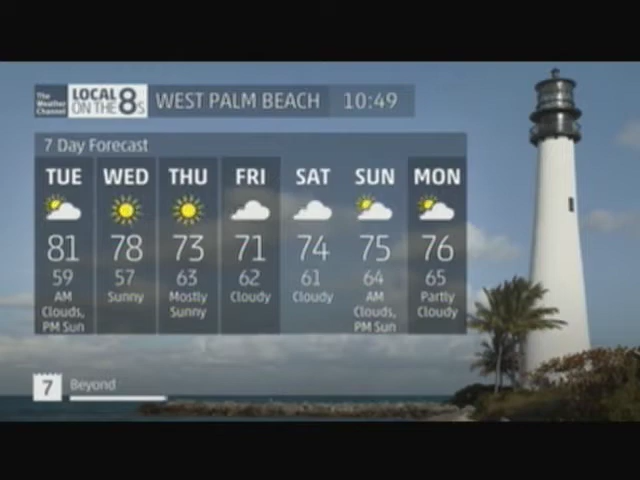 The Weather Channel
LOCAL ON THE 8s
WEST PALM BEACH 10:49
7 Day Forecast
TUE WED THU FRI SAT SUN MON
81 78 73 71 74 75 76
59 57 63 62 61 64 65
AM Clouds, PM Sun
Sunny
Mostly Sunny
Cloudy
Cloudy
AM Clouds, PM Sun
Partly Cloudy
7 Beyond